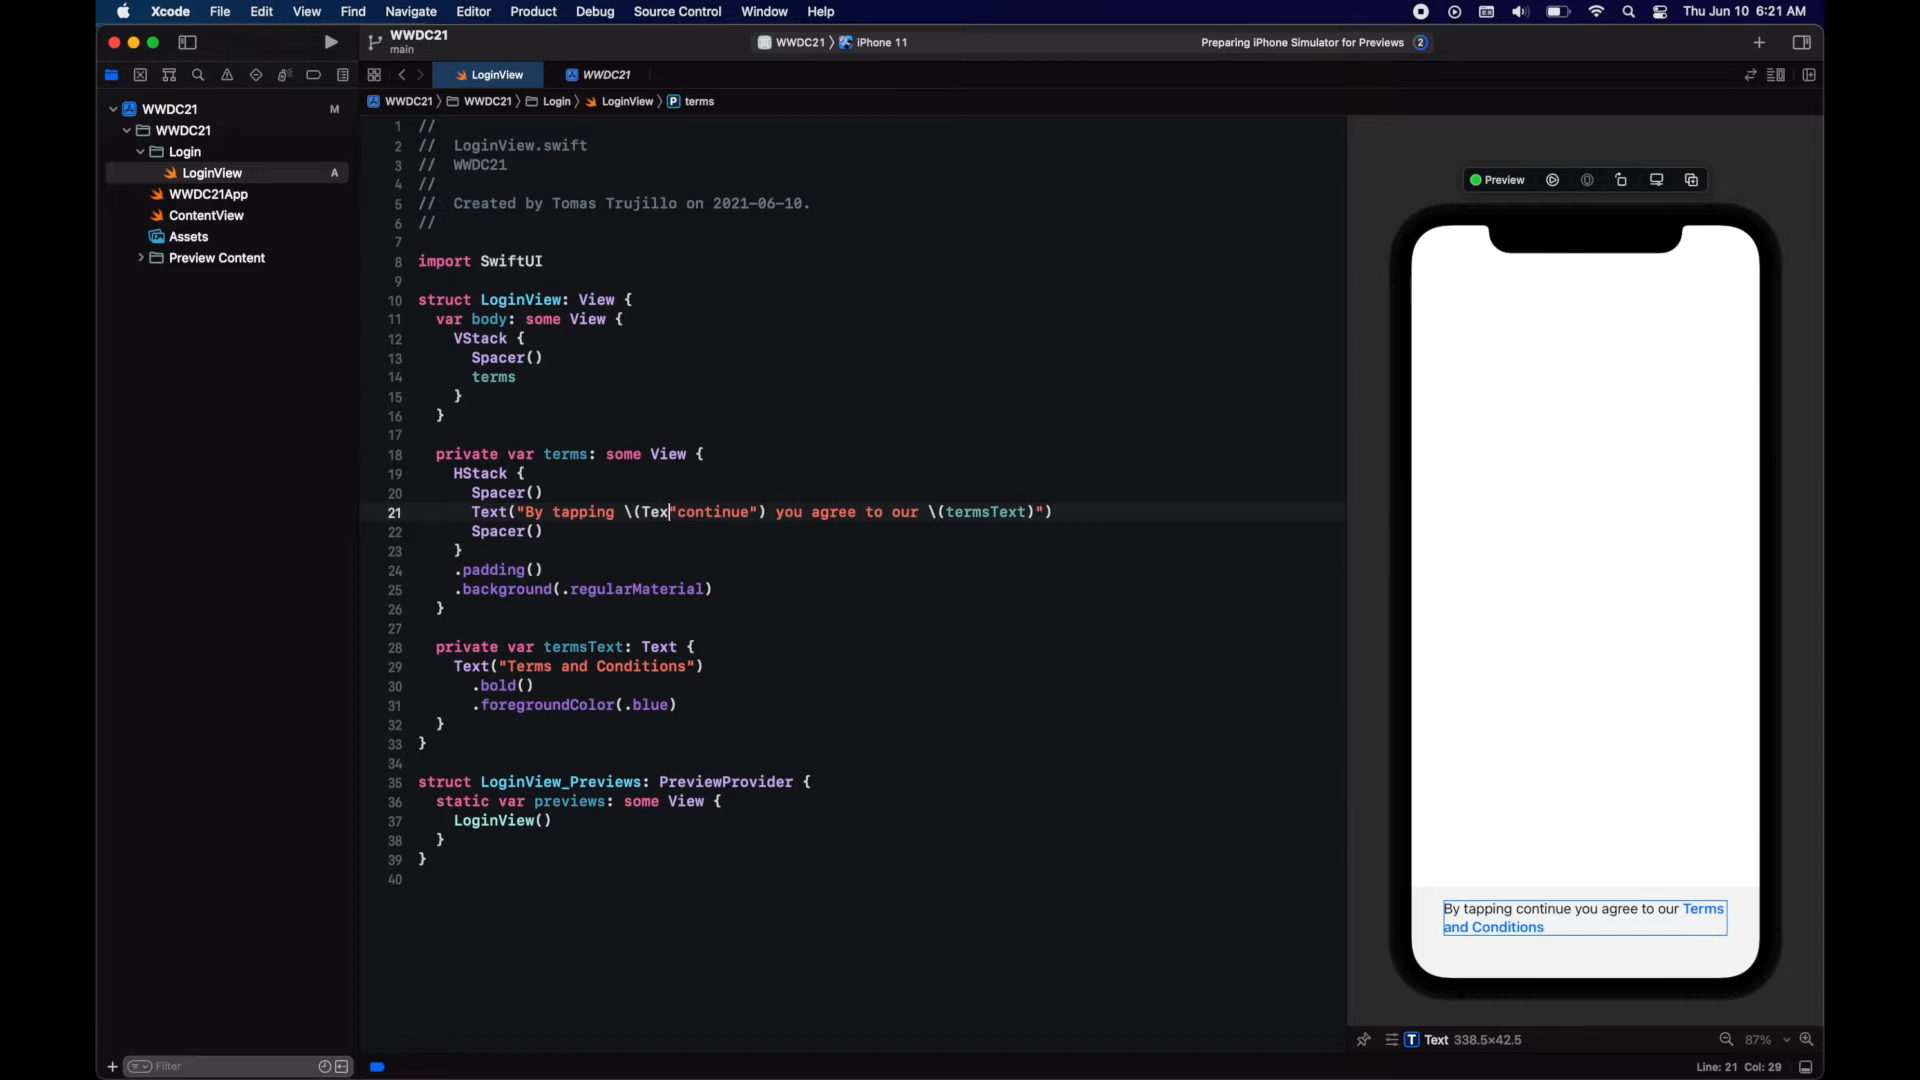 Xcode File Edit View Find Navigate Editor Product Debug Source Control Window Help Thu Jun 10 6:21 AM
WWDC21
main
WWDC21 iPhone 11
Preparing iPhone Simulator for Previews 2
LoginView
WWDC21
WWDC21 WWDC21 Login LoginView P terms
WWDC21 M
WWDC21
Login
LoginView A
WWDC21App
ContentView
Assets
Preview Content
Filter
1 //
2 // LoginView.swift
3 // WWDC21
4 //
5 // Created by Tomas Trujillo on 2021-06-10.
6 //
7
8 import SwiftUI
9
10 struct LoginView: View {
11 var body: some View {
12 VStack {
13 Spacer()
14 terms
15 }
16 }
17
18 private var terms: some View {
19 HStack {
20 Spacer()
21 Text("By tapping \(Tex"continue") you agree to our \(termsText)")
22 Spacer()
23 }
24 .padding()
25 .background(.regularMaterial)
26 }
27
28 private var termsText: Text {
29 Text("Terms and Conditions")
30 .bold()
31 .foregroundColor(.blue)
32 }
33 }
34
35 struct LoginView_Previews: PreviewProvider {
36 static var previews: some View {
37 LoginView()
38 }
39 }
40
Preview
By tapping continue you agree to our Terms
and Conditions
T Text 338.5×42.5
87%
Line: 21 Col: 29